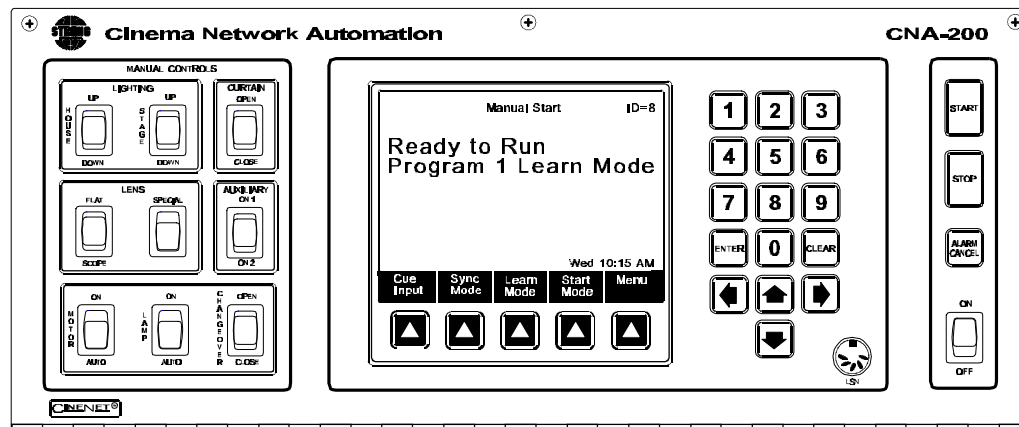 STRONG
Cinema Network Automation
CNA-200
MANUAL CONTROLS
LIGHTING
HOUSE
UP
DOWN
STAGE
UP
DOWN
CURTAIN
OPEN
CLOSE
LENS
FLAT
SCOPE
SPECIAL
AUXILIARY
ON 1
ON 2
MOTOR
ON
AUTO
LAMP
ON
AUTO
CHANGEOVER
OPEN
CLOSE
CINENET®
Manual Start
ID=8
Ready to Run
Program 1 Learn Mode
Wed 10:15 AM
Cue Input
Sync Mode
Learn Mode
Start Mode
Menu
1 2 3
4 5 6
7 8 9
ENTER 0 CLEAR
LSN
START
STOP
ALARM
CANCEL
ON
OFF